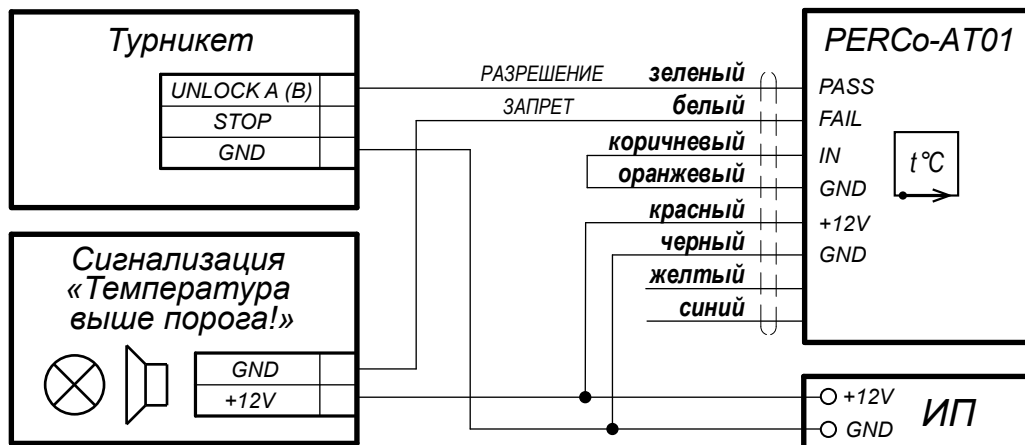 Турникет
UNLOCK A (B)
STOP
GND
РАЗРЕШЕНИЕ
ЗАПРЕТ
зеленый
белый
коричневый
оранжевый
красный
черный
желтый
синий
PERCo-AT01
PASS
FAIL
IN
GND
+12V
GND
t°C
Сигнализация
«Температура
выше порога!»
GND
+12V
+12V
GND
ИП